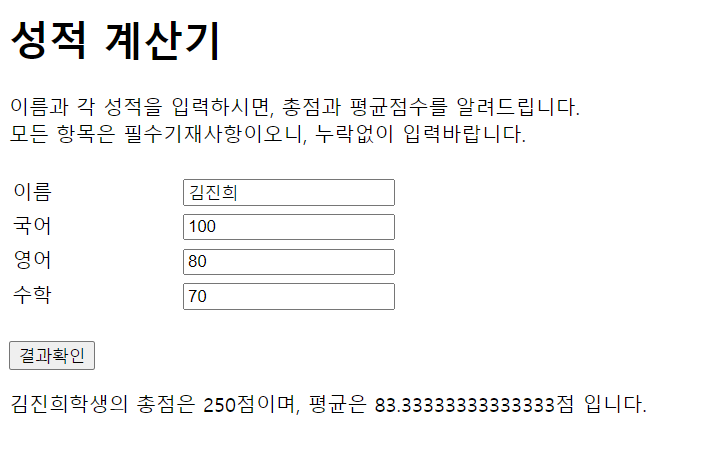 성적 계산기
이름과 각 성적을 입력하시면, 총점과 평균점수를 알려드립니다.
모든 항목은 필수기재사항이오니, 누락없이 입력바랍니다.
이름 김진희
국어 100
영어 80
수학 70
결과확인
김진희학생의 총점은 250점이며, 평균은 83.33333333333333점 입니다.